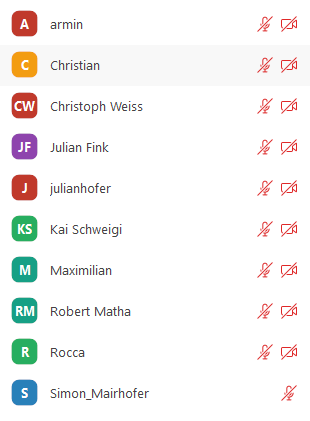 A armin
C Christian
CW Christoph Weiss
JF Julian Fink
J julianhofer
KS Kai Schweigi
M Maximilian
RM Robert Matha
R Rocca
S Simon_Mairhofer